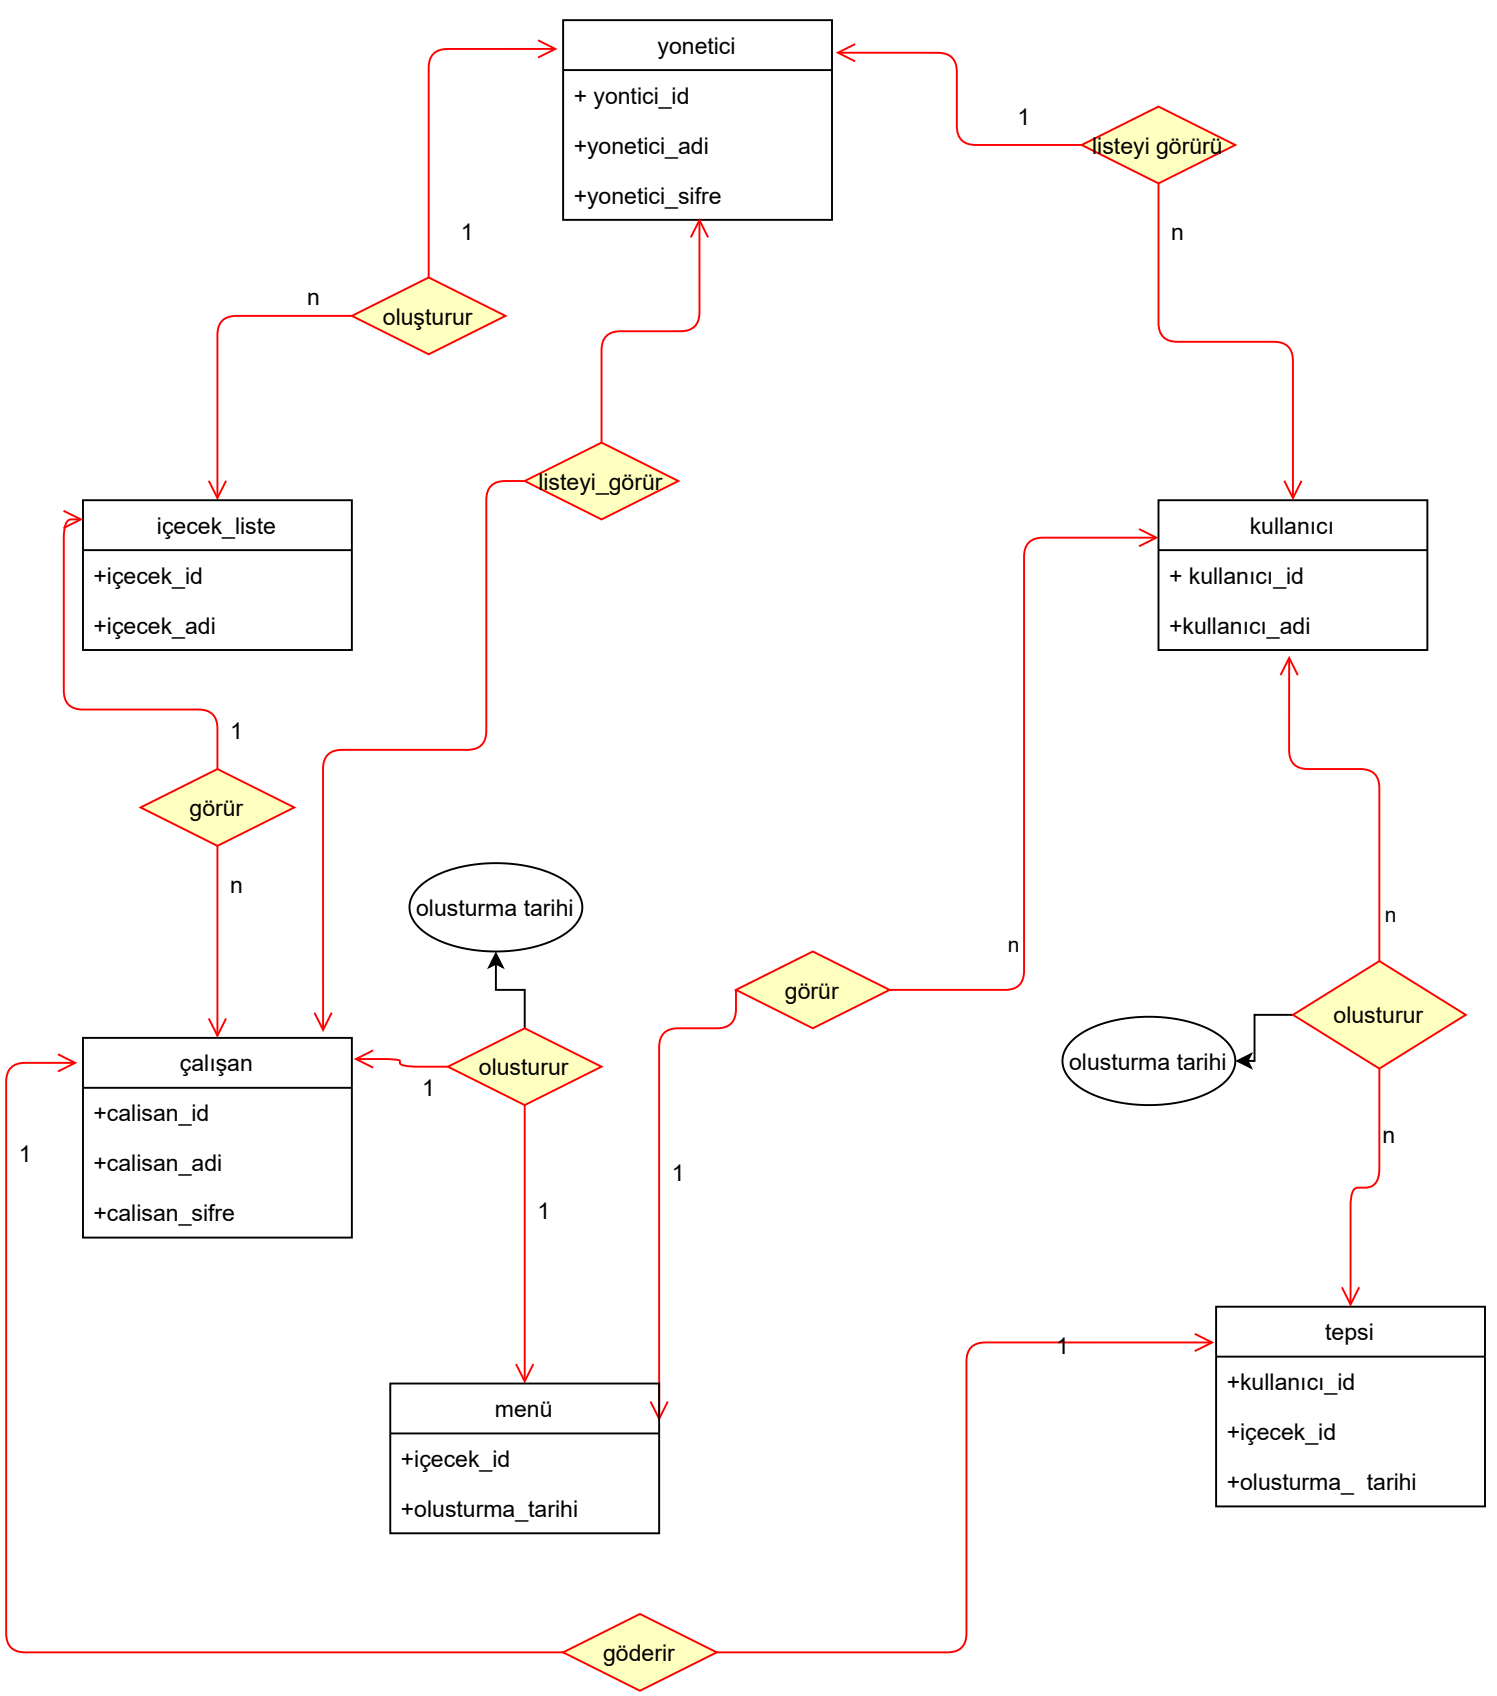 yonetici
+ yontici_id
+yonetici_adi
+yonetici_sifre
1
listeyi görürü
n
1
n
oluşturur
listeyi_görür
içecek_liste
+içecek_id
+içecek_adi
kullanıcı
+ kullanıcı_id
+kullanıcı_adi
1
görür
n
olusturma tarihi
n
görür
n
olusturur
olusturma tarihi
çalışan
+calisan_id
+calisan_adi
+calisan_sifre
olusturur
1
1
1
1
n
tepsi
+kullanıcı_id
+içecek_id
+olusturma_  tarihi
1
menü
+içecek_id
+olusturma_tarihi
göderir